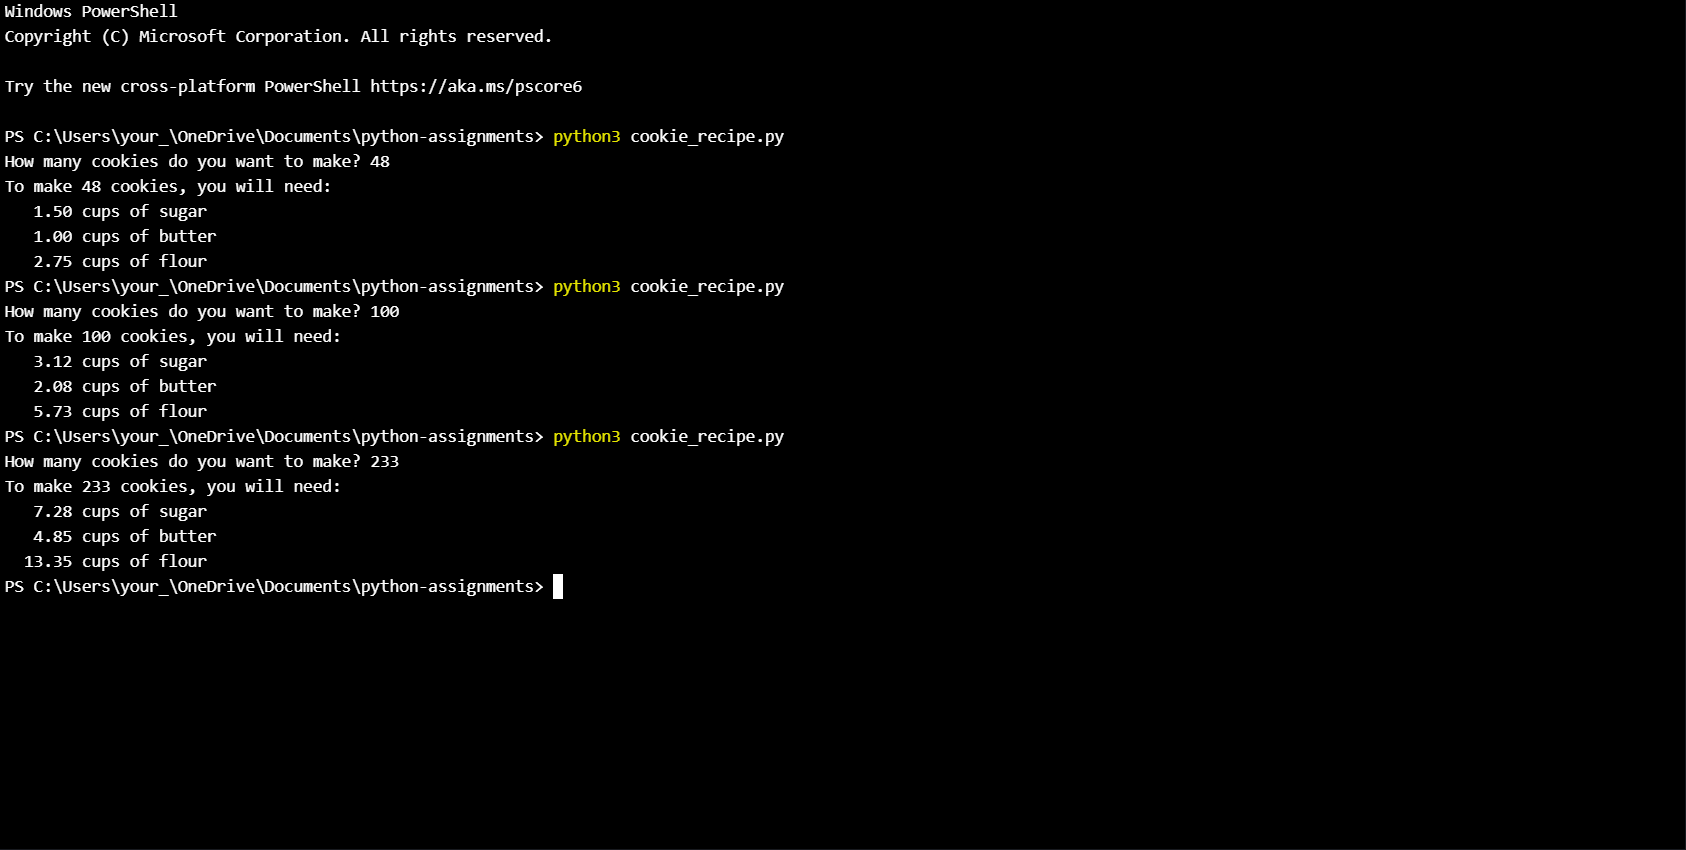 Windows PowerShell
Copyright (C) Microsoft Corporation. All rights reserved.
Try the new cross-platform PowerShell https://aka.ms/pscore6
PS C:\Users\your_\OneDrive\Documents\python-assignments> python3 cookie_recipe.py
How many cookies do you want to make? 48
To make 48 cookies, you will need:
   1.50 cups of sugar
   1.00 cups of butter
   2.75 cups of flour
PS C:\Users\your_\OneDrive\Documents\python-assignments> python3 cookie_recipe.py
How many cookies do you want to make? 100
To make 100 cookies, you will need:
   3.12 cups of sugar
   2.08 cups of butter
   5.73 cups of flour
PS C:\Users\your_\OneDrive\Documents\python-assignments> python3 cookie_recipe.py
How many cookies do you want to make? 233
To make 233 cookies, you will need:
   7.28 cups of sugar
   4.85 cups of butter
  13.35 cups of flour
PS C:\Users\your_\OneDrive\Documents\python-assignments>